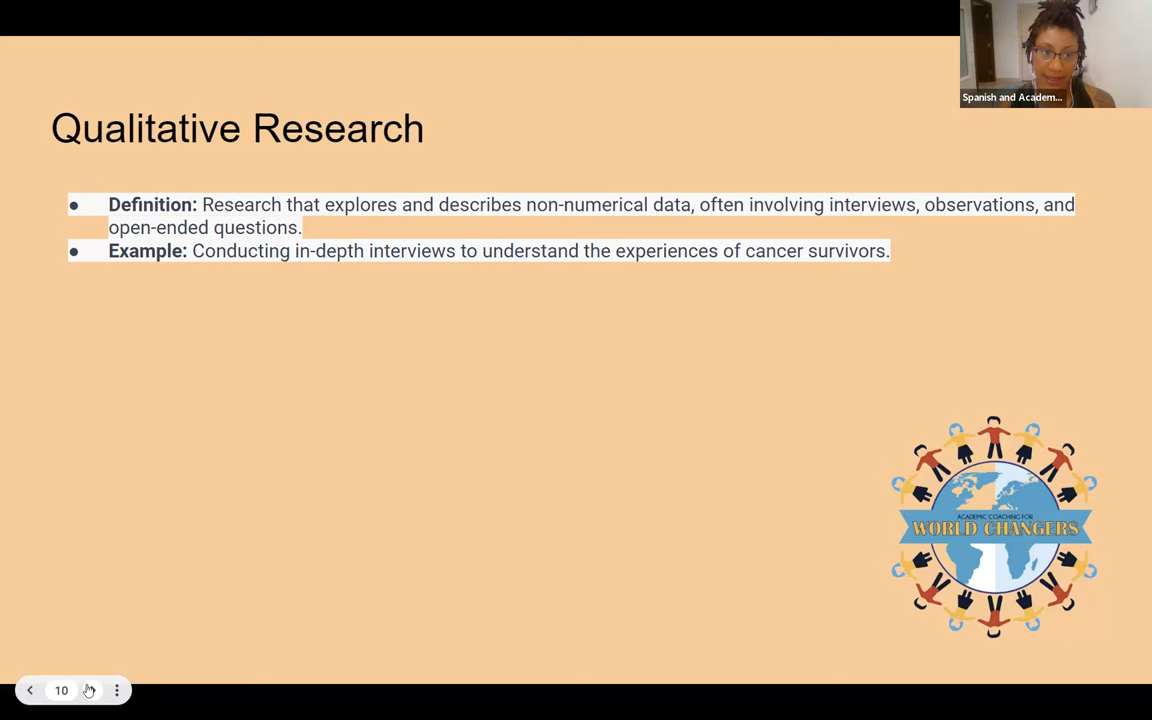 Spanish and Academ...
Qualitative Research
● Definition: Research that explores and describes non-numerical data, often involving interviews, observations, and
open-ended questions.
● Example: Conducting in-depth interviews to understand the experiences of cancer survivors.
ACADEMIC COACHING FOR
WORLD CHANGERS
10